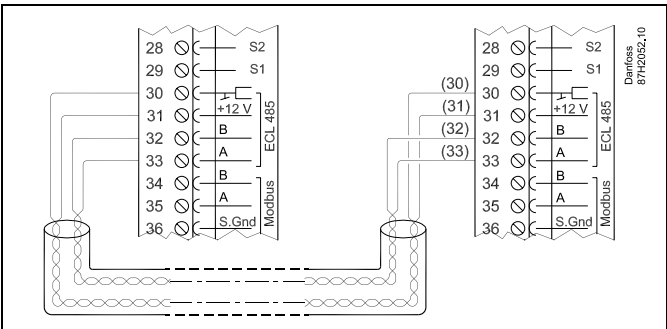 28 S2
29 S1
30
31 +12 V
32 B
33 A
ECL 485
34 B
35 A
36 S.Gnd
Modbus
(30)
(31)
(32)
(33)
28 S2
29 S1
30
31 +12 V
32 B
33 A
ECL 485
34 B
35 A
36 S.Gnd
Modbus
Danfoss
87H2052.10